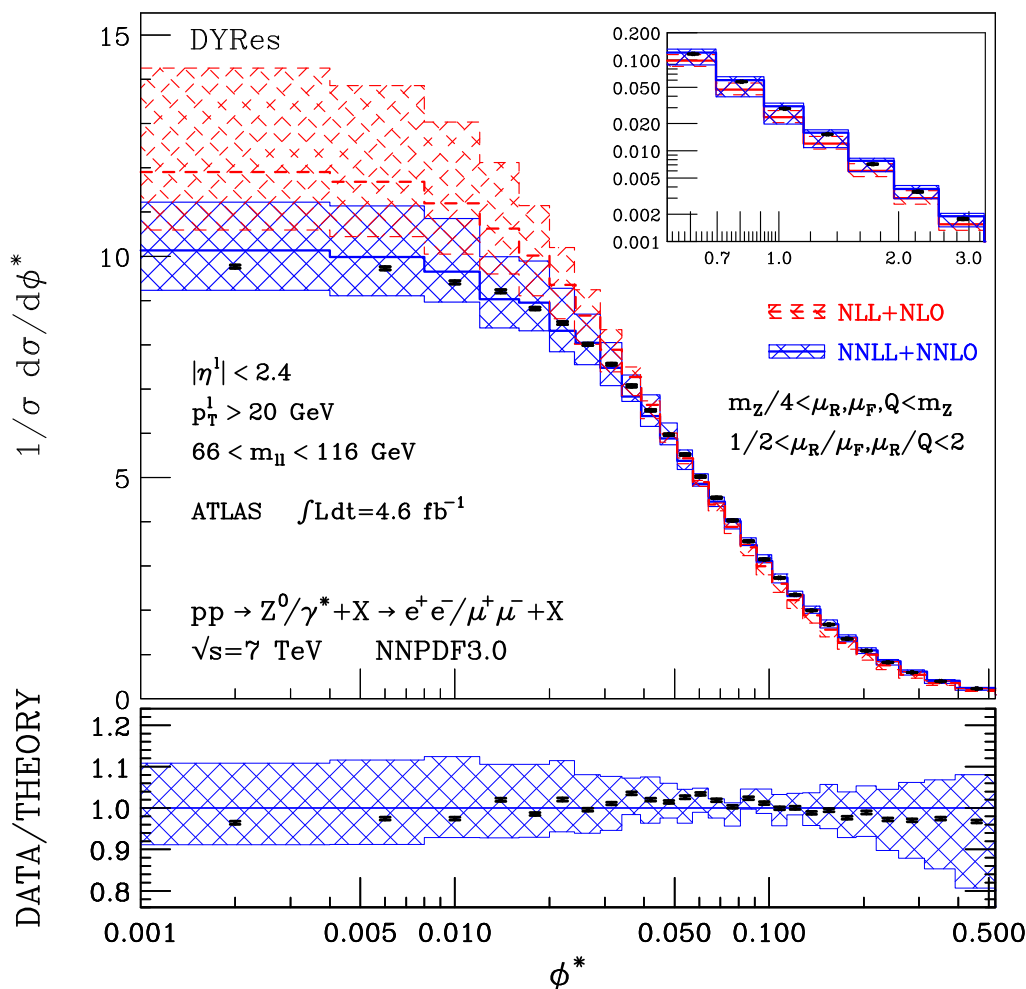 DYRes
15
10
5
0
1/σ dσ/dφ*
0.200
0.100
0.050
0.020
0.010
0.005
0.002
0.001
0.7 1.0 2.0 3.0
NLL+NLO
NNLL+NNLO
m_Z/4<μ_R,μ_F,Q<m_Z
1/2<μ_R/μ_F,μ_R/Q<2
|η^l|<2.4
p_T^l>20 GeV
66<m_ll<116 GeV
ATLAS ∫Ldt=4.6 fb⁻¹
pp→Z⁰/γ*+X→e⁺e⁻/μ⁺μ⁻+X
√s=7 TeV NNPDF3.0
DATA/THEORY
1.2
1.1
1.0
0.9
0.8
0.001 0.005 0.010 0.050 0.100 0.500
φ*